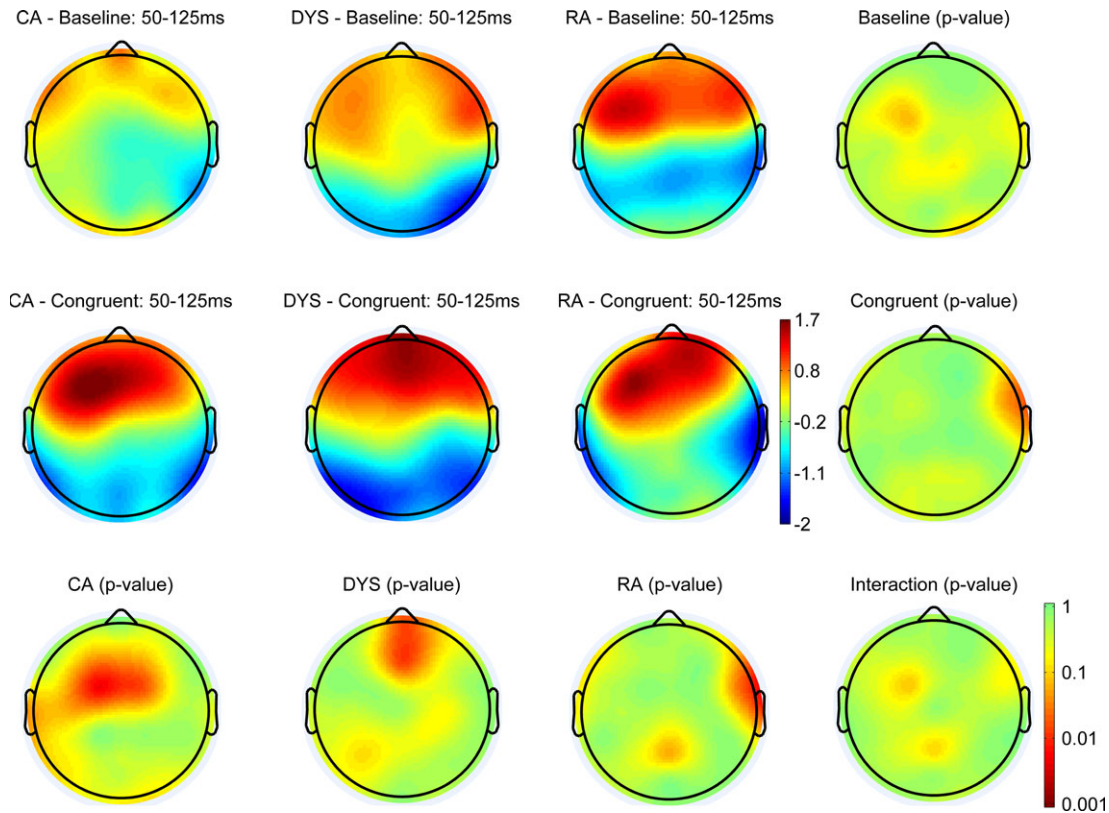 CA - Baseline: 50-125ms
DYS - Baseline: 50-125ms
RA - Baseline: 50-125ms
Baseline (p-value)
CA - Congruent: 50-125ms
DYS - Congruent: 50-125ms
RA - Congruent: 50-125ms
Congruent (p-value)
1.7
0.8
-0.2
-1.1
-2
CA (p-value)
DYS (p-value)
RA (p-value)
Interaction (p-value)
1
0.1
0.01
0.001